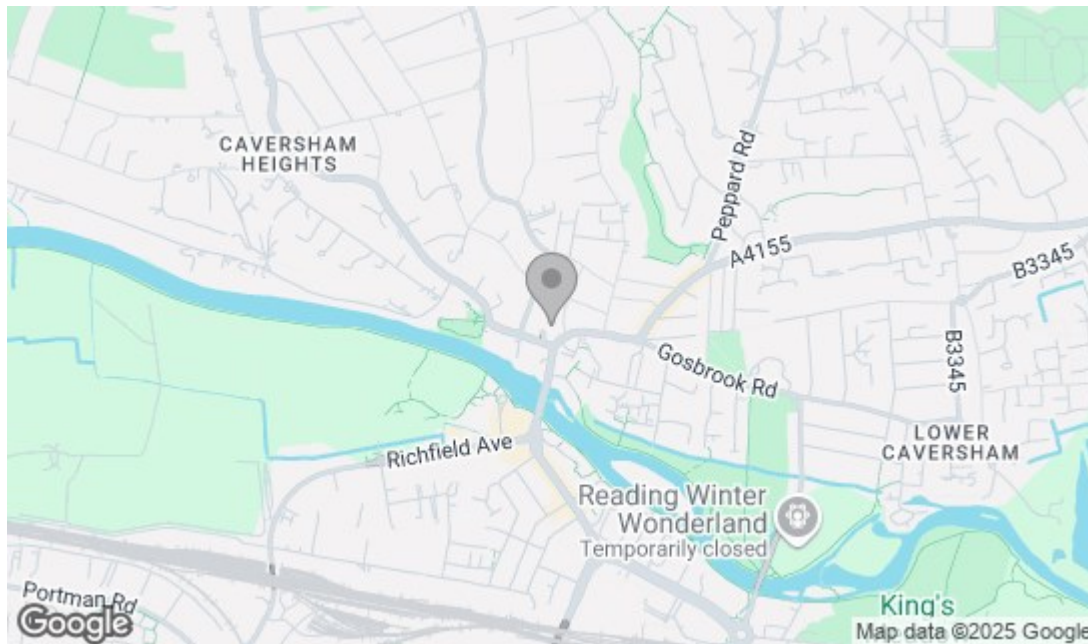 CAVERSHAM
HEIGHTS
Peppard Rd
A4155
B3345
B3345
Gosbrook Rd
LOWER
CAVERSHAM
Richfield Ave
Reading Winter
Wonderland
Temporarily closed
Portman Rd
King's
Google
Map data ©2025 Google